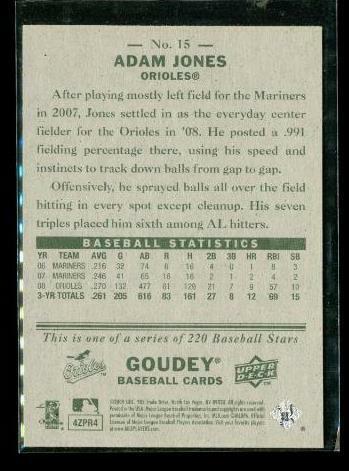 — No. 15 —
ADAM JONES
ORIOLES®
After playing mostly left field for the Mariners
in 2007, Jones settled in as the everyday center
fielder for the Orioles in '08. He posted a .991
fielding percentage there, using his speed and
instincts to track down balls from gap to gap.
Offensively, he sprayed balls all over the field
hitting in every spot except cleanup. His seven
triples placed him sixth among AL hitters.
BASEBALL STATISTICS
YR TEAM AVG G AB R H 2B 3B HR RBI SB
06 MARINERS .216 32 74 6 16 4 0 1 8 3
07 MARINERS .246 41 65 16 16 2 1 2 4 2
08 ORIOLES .270 132 477 61 129 21 7 9 57 10
3-YR TOTALS .261 205 616 83 161 27 8 12 69 15
This is one of a series of 220 Baseball Stars
Orioles
GOUDEY®
BASEBALL CARDS
UPPER DECK
4ZPR4